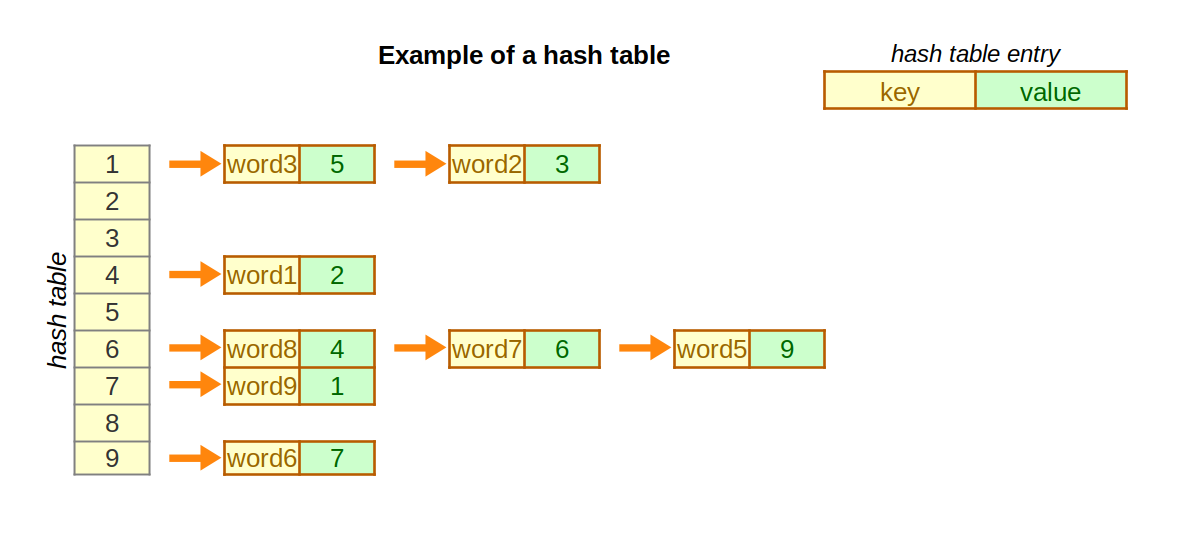 Example of a hash table
hash table entry
key value
hash table
1 word3 5 word2 3
2
3
4 word1 2
5
6 word8 4 word7 6 word5 9
7 word9 1
8
9 word6 7